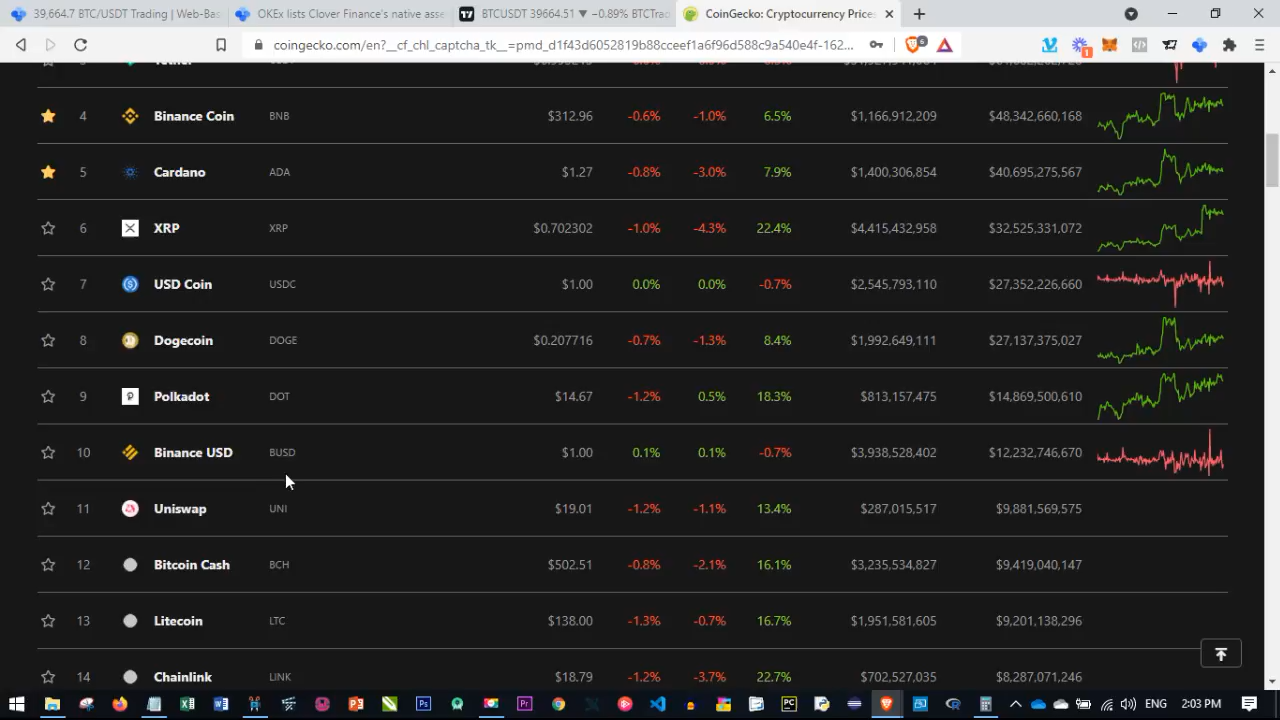 39,664.7 BTC/USDT Trading | Web-Bas
OKEx lists Clover Finance's native asse
BTCUSDT 39664.51 ▼ −0.89% BTCTrac
CoinGecko: Cryptocurrency Prices
coingecko.com/en?__cf_chl_captcha_tk__=pmd_d1f43d6052819bf8cceef1a6f96d588c9a540e4f-162...
6
1
4 Binance Coin BNB $312.96 -0.6% -1.0% 6.5% $1,166,912,209 $48,342,660,168
5 Cardano ADA $1.27 -0.8% -3.0% 7.9% $1,400,306,854 $40,695,275,567
6 XRP XRP $0.702302 -1.0% -4.3% 22.4% $4,415,432,958 $32,525,331,072
7 USD Coin USDC $1.00 0.0% 0.0% -0.7% $2,545,793,110 $27,352,226,660
8 Dogecoin DOGE $0.207716 -0.7% -1.3% 8.4% $1,992,649,111 $27,137,375,027
9 Polkadot DOT $14.67 -1.2% 0.5% 18.3% $813,157,475 $14,869,500,610
10 Binance USD BUSD $1.00 0.1% 0.1% -0.7% $3,938,528,402 $12,232,746,670
11 Uniswap UNI $19.01 -1.2% -1.1% 13.4% $287,015,517 $9,881,569,575
12 Bitcoin Cash BCH $502.51 -0.8% -2.1% 16.1% $3,235,534,827 $9,419,040,147
13 Litecoin LTC $138.00 -1.3% -0.7% 16.7% $1,951,581,605 $9,201,138,296
14 Chainlink LINK $18.79 -1.2% -3.7% 22.7% $702,527,035 $8,287,071,246
ENG 2:03 PM